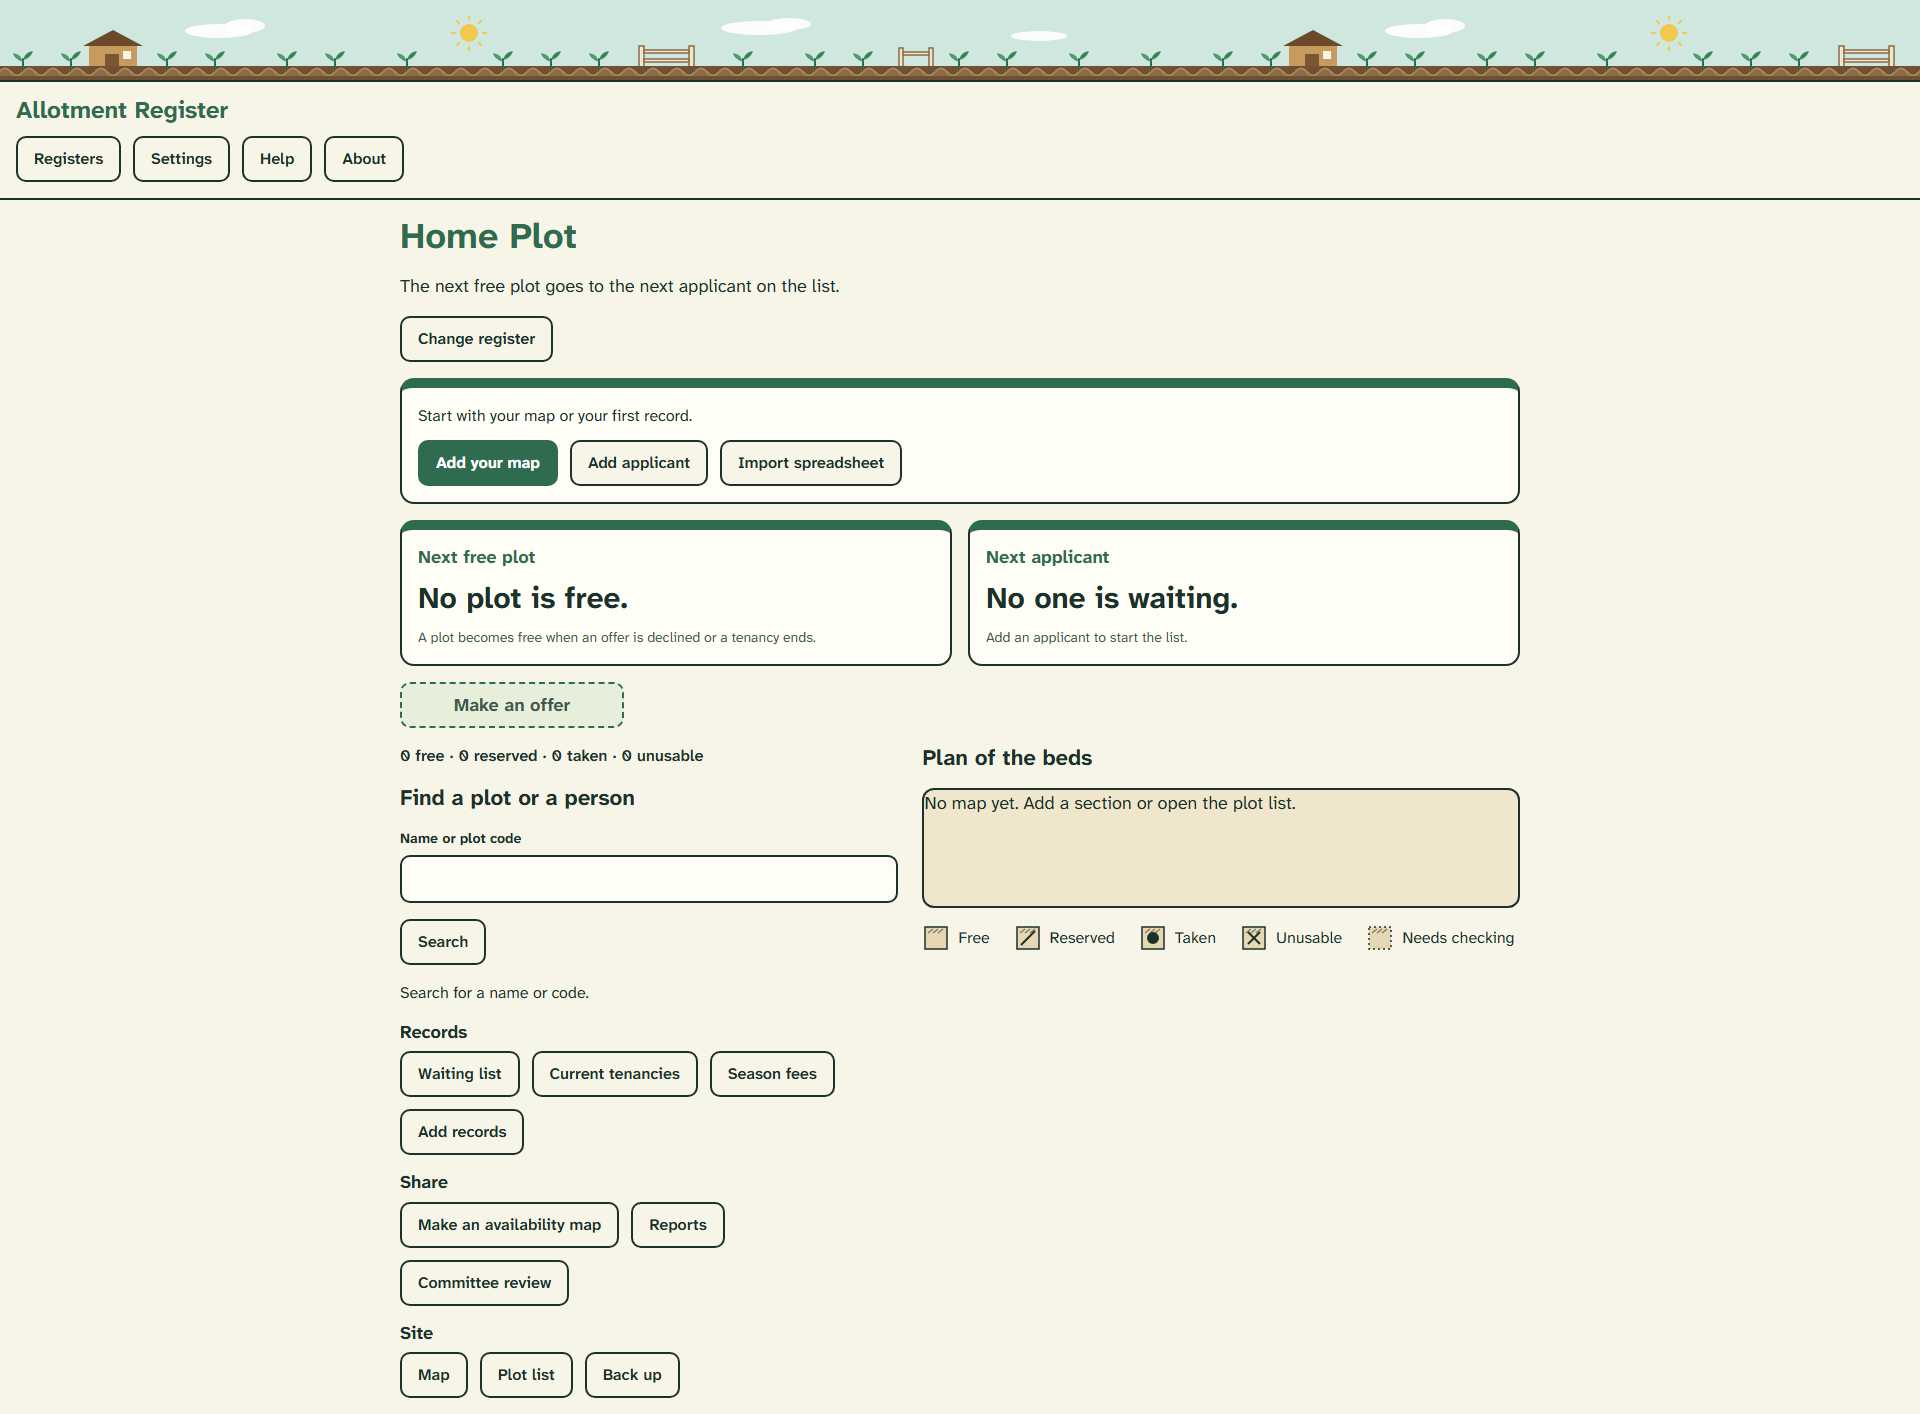 Allotment Register
Registers
Settings
Help
About
Home Plot
The next free plot goes to the next applicant on the list.
Change register
Start with your map or your first record.
Add your map
Add applicant
Import spreadsheet
Next free plot
No plot is free.
A plot becomes free when an offer is declined or a tenancy ends.
Next applicant
No one is waiting.
Add an applicant to start the list.
Make an offer
0 free · 0 reserved · 0 taken · 0 unusable
Find a plot or a person
Name or plot code
Search
Search for a name or code.
Records
Waiting list
Current tenancies
Season fees
Add records
Share
Make an availability map
Reports
Committee review
Site
Map
Plot list
Back up
Plan of the beds
No map yet. Add a section or open the plot list.
Free
Reserved
Taken
Unusable
Needs checking